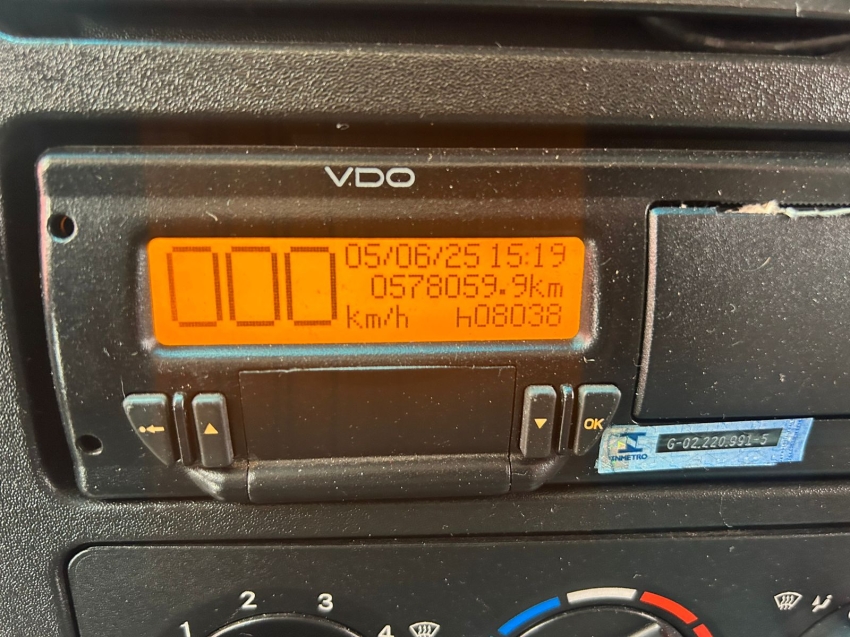 VDO
000 05/06/25 15:19
0578059.9km
km/h h08038
OK
INMETRO G-02.220.991-5
1 2 3 4